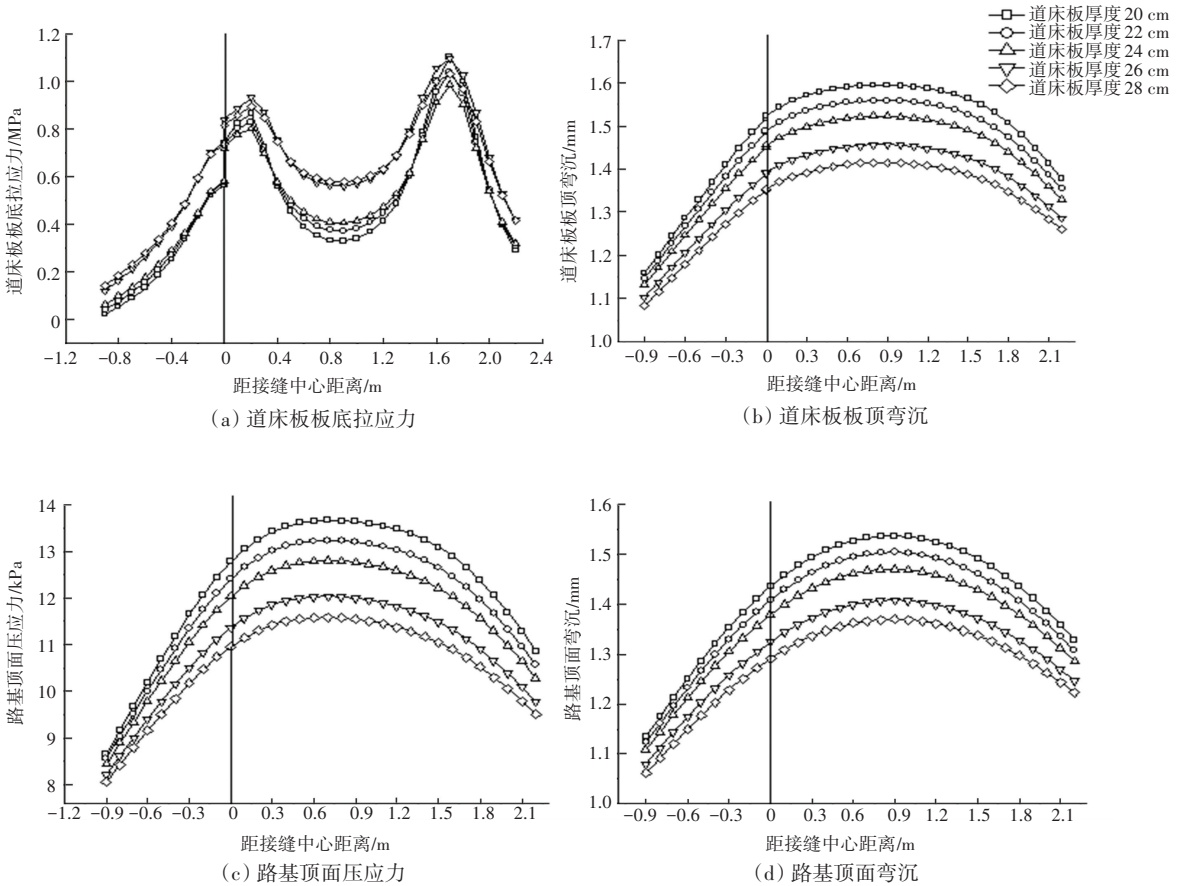 道床板厚度 20 cm
道床板厚度 22 cm
道床板厚度 24 cm
道床板厚度 26 cm
道床板厚度 28 cm
道床板板底拉应力/MPa
1.2
1.0
0.8
0.6
0.4
0.2
0
−1.2 −0.8 −0.4 0 0.4 0.8 1.2 1.6 2.0 2.4
距接缝中心距离/m
(a) 道床板板底拉应力
道床板板顶弯沉/mm
1.7
1.6
1.5
1.4
1.3
1.2
1.1
1.0
−0.9 −0.6 −0.3 0 0.3 0.6 0.9 1.2 1.5 1.8 2.1
距接缝中心距离/m
(b) 道床板板顶弯沉
路基顶面压应力/kPa
14
13
12
11
10
9
8
−1.2 −0.9 −0.6 −0.3 0 0.3 0.6 0.9 1.2 1.5 1.8 2.1
距接缝中心距离/m
(c) 路基顶面压应力
路基顶面弯沉/mm
1.6
1.5
1.4
1.3
1.2
1.1
1.0
−0.9 −0.6 −0.3 0 0.3 0.6 0.9 1.2 1.5 1.8 2.1
距接缝中心距离/m
(d) 路基顶面弯沉